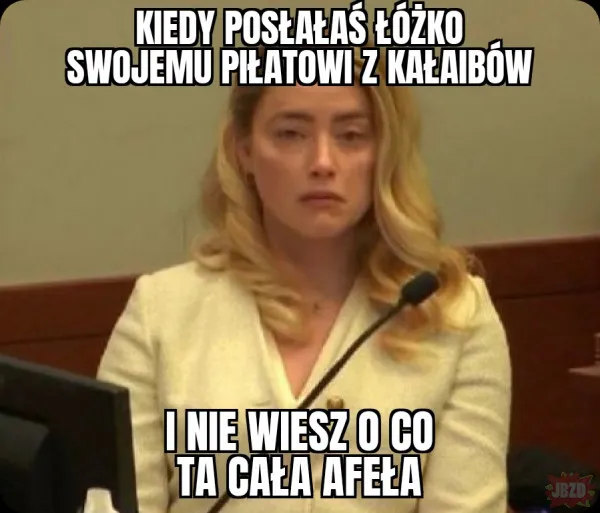 KIEDY POSŁAŁAŚ ŁÓŻKO
SWOJEMU PIŁATOWI Z KAŁAIBÓW
I NIE WIESZ O CO
TA CAŁA AFEŁA
JBZD